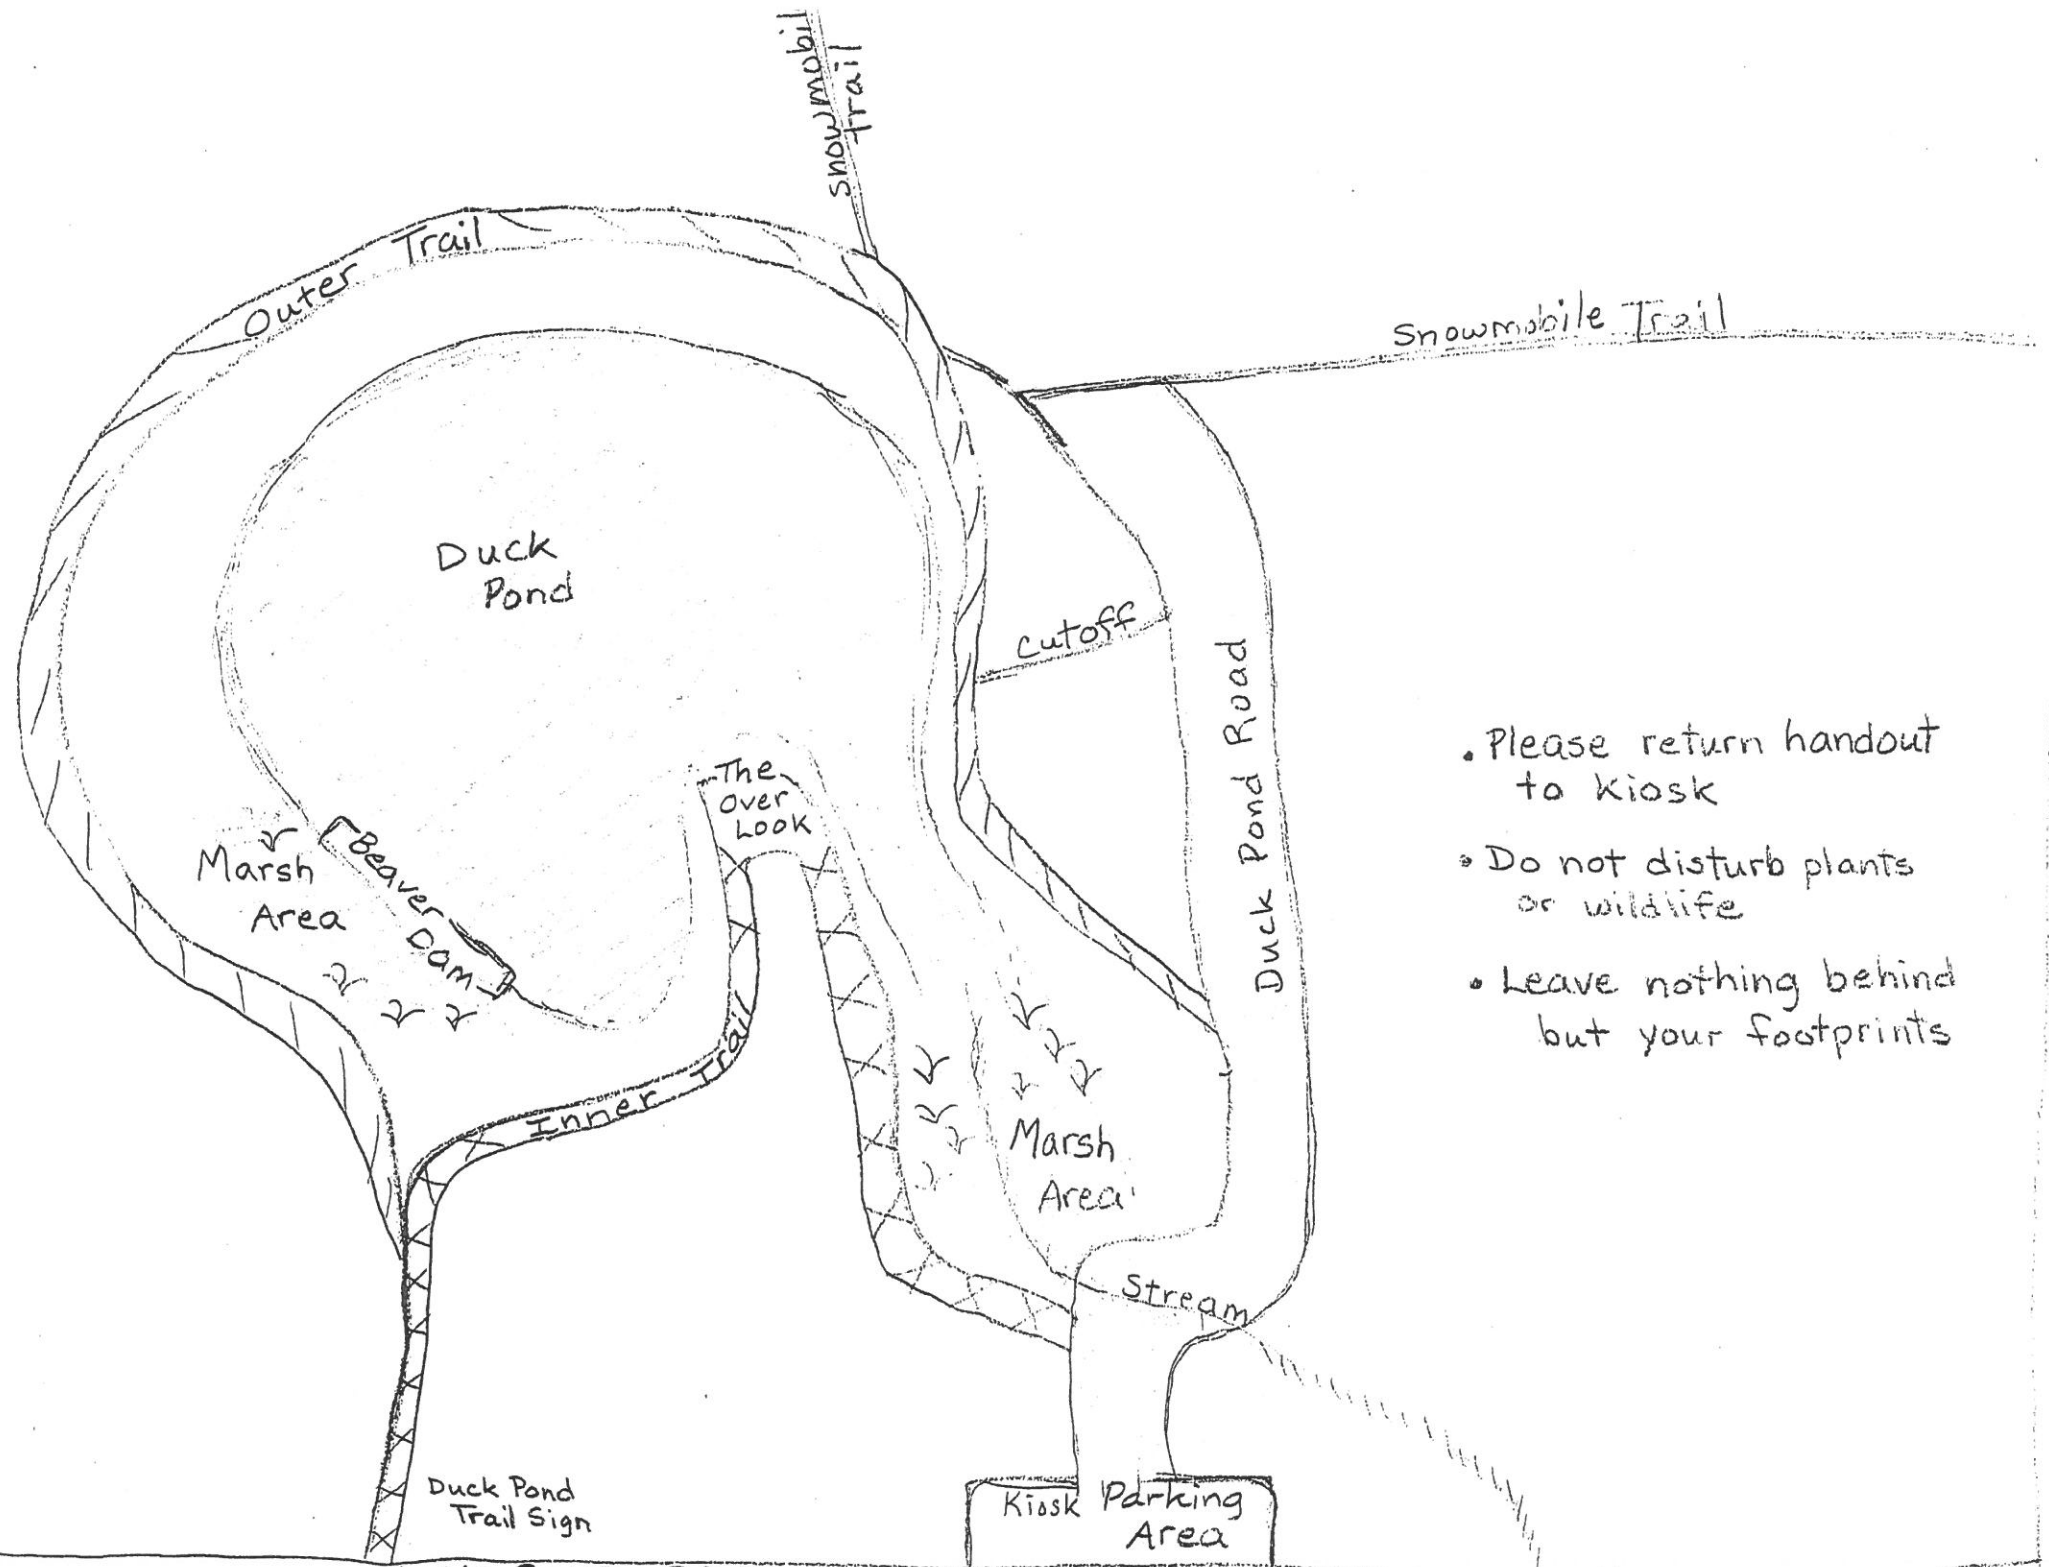 snowmobil
trail
Outer Trail
Snowmobile Trail
Duck
Pond
cutoff
Duck Pond Road
The
Over
Look
Beaver
Dam
Marsh
Area
Inner Trail
Marsh
Area
Stream
• Please return handout
to Kiosk
• Do not disturb plants
or wildlife
• Leave nothing behind
but your footprints
Duck Pond
Trail Sign
Kiosk
Parking
Area